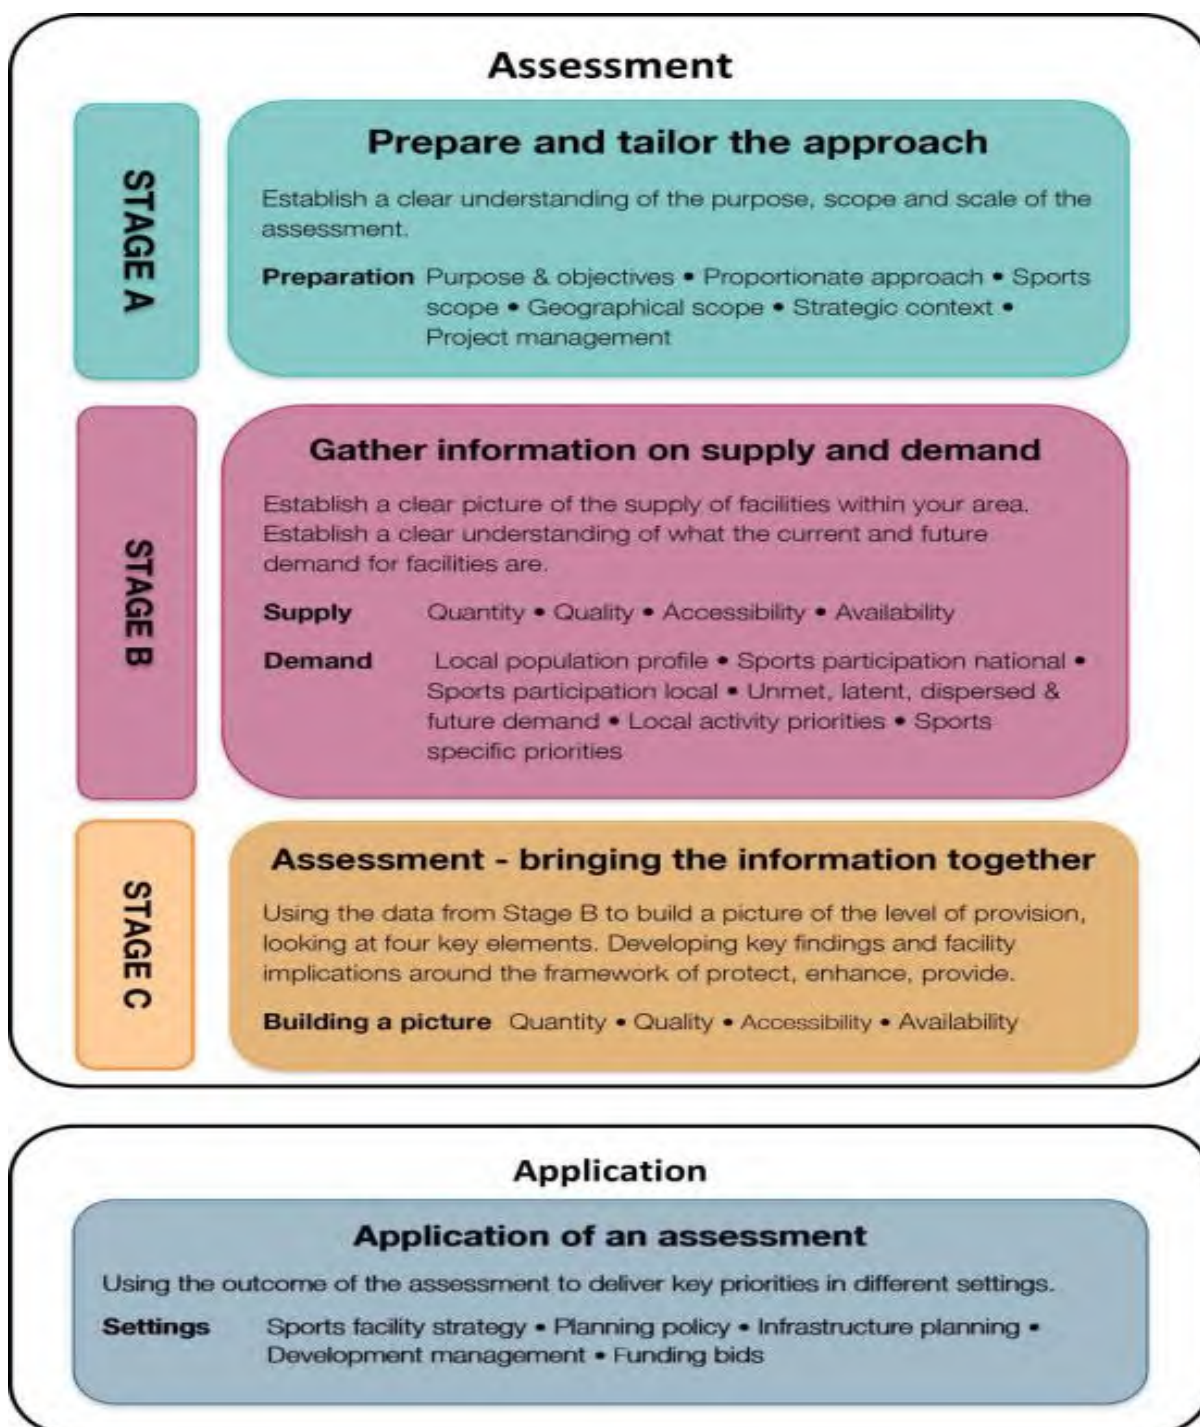 Assessment
STAGE A
Prepare and tailor the approach
Establish a clear understanding of the purpose, scope and scale of the
assessment.
Preparation Purpose & objectives • Proportionate approach • Sports
scope • Geographical scope • Strategic context •
Project management
STAGE B
Gather information on supply and demand
Establish a clear picture of the supply of facilities within your area.
Establish a clear understanding of what the current and future
demand for facilities are.
Supply Quantity • Quality • Accessibility • Availability
Demand Local population profile • Sports participation national •
Sports participation local • Unmet, latent, dispersed &
future demand • Local activity priorities • Sports
specific priorities
STAGE C
Assessment - bringing the information together
Using the data from Stage B to build a picture of the level of provision,
looking at four key elements. Developing key findings and facility
implications around the framework of protect, enhance, provide.
Building a picture Quantity • Quality • Accessibility • Availability
Application
Application of an assessment
Using the outcome of the assessment to deliver key priorities in different settings.
Settings Sports facility strategy • Planning policy • Infrastructure planning •
Development management • Funding bids